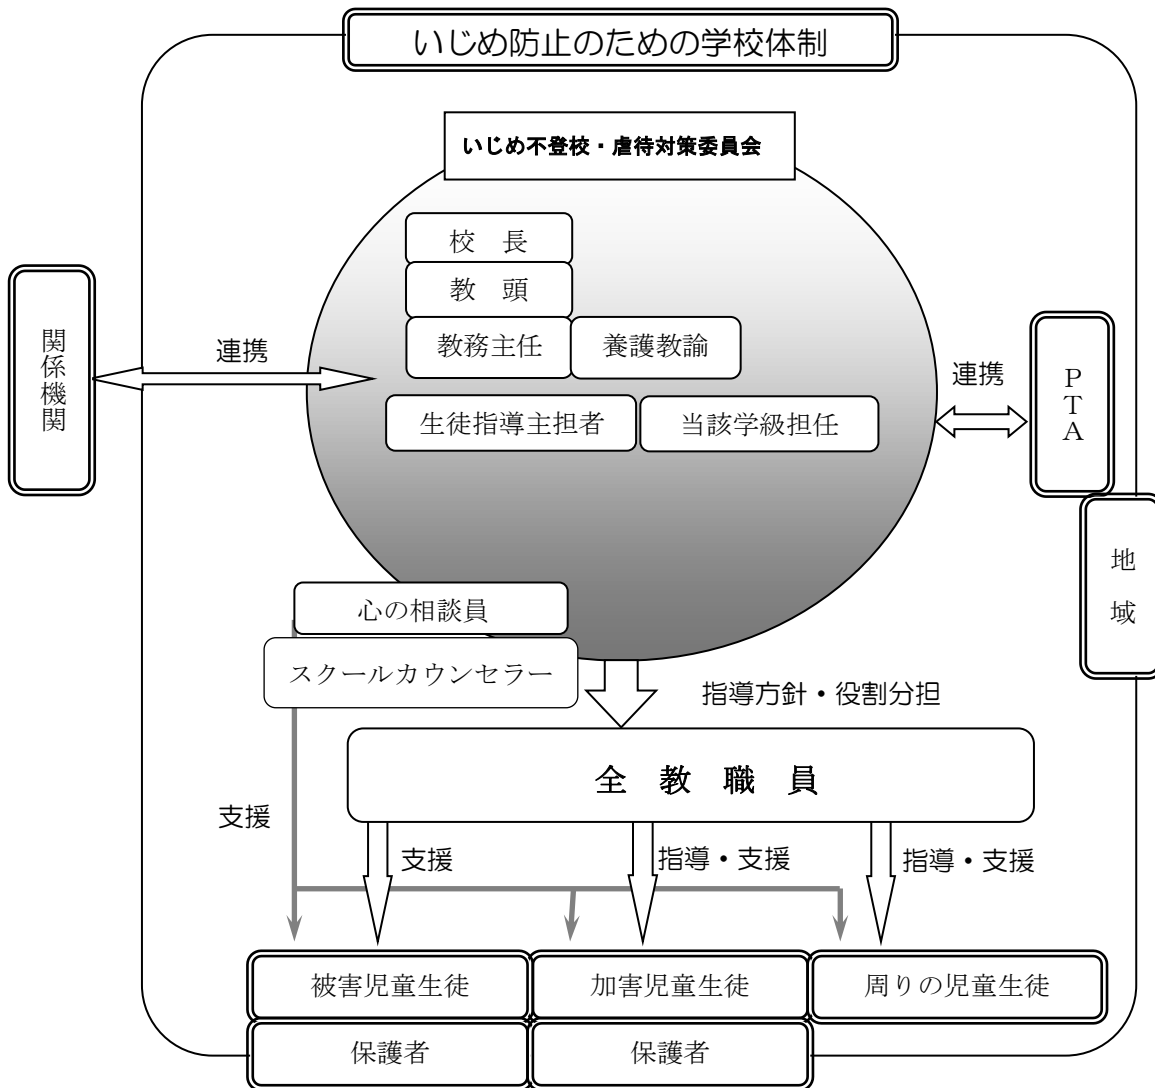 いじめ防止のための学校体制
いじめ不登校・虐待対策委員会
校　長
教　頭
教務主任
養護教諭
生徒指導主担者
当該学級担任
関係機関
連携
連携
PTA
地域
心の相談員
スクールカウンセラー
指導方針・役割分担
全　教　職　員
支援
支援
指導・支援
指導・支援
被害児童生徒
加害児童生徒
周りの児童生徒
保護者
保護者